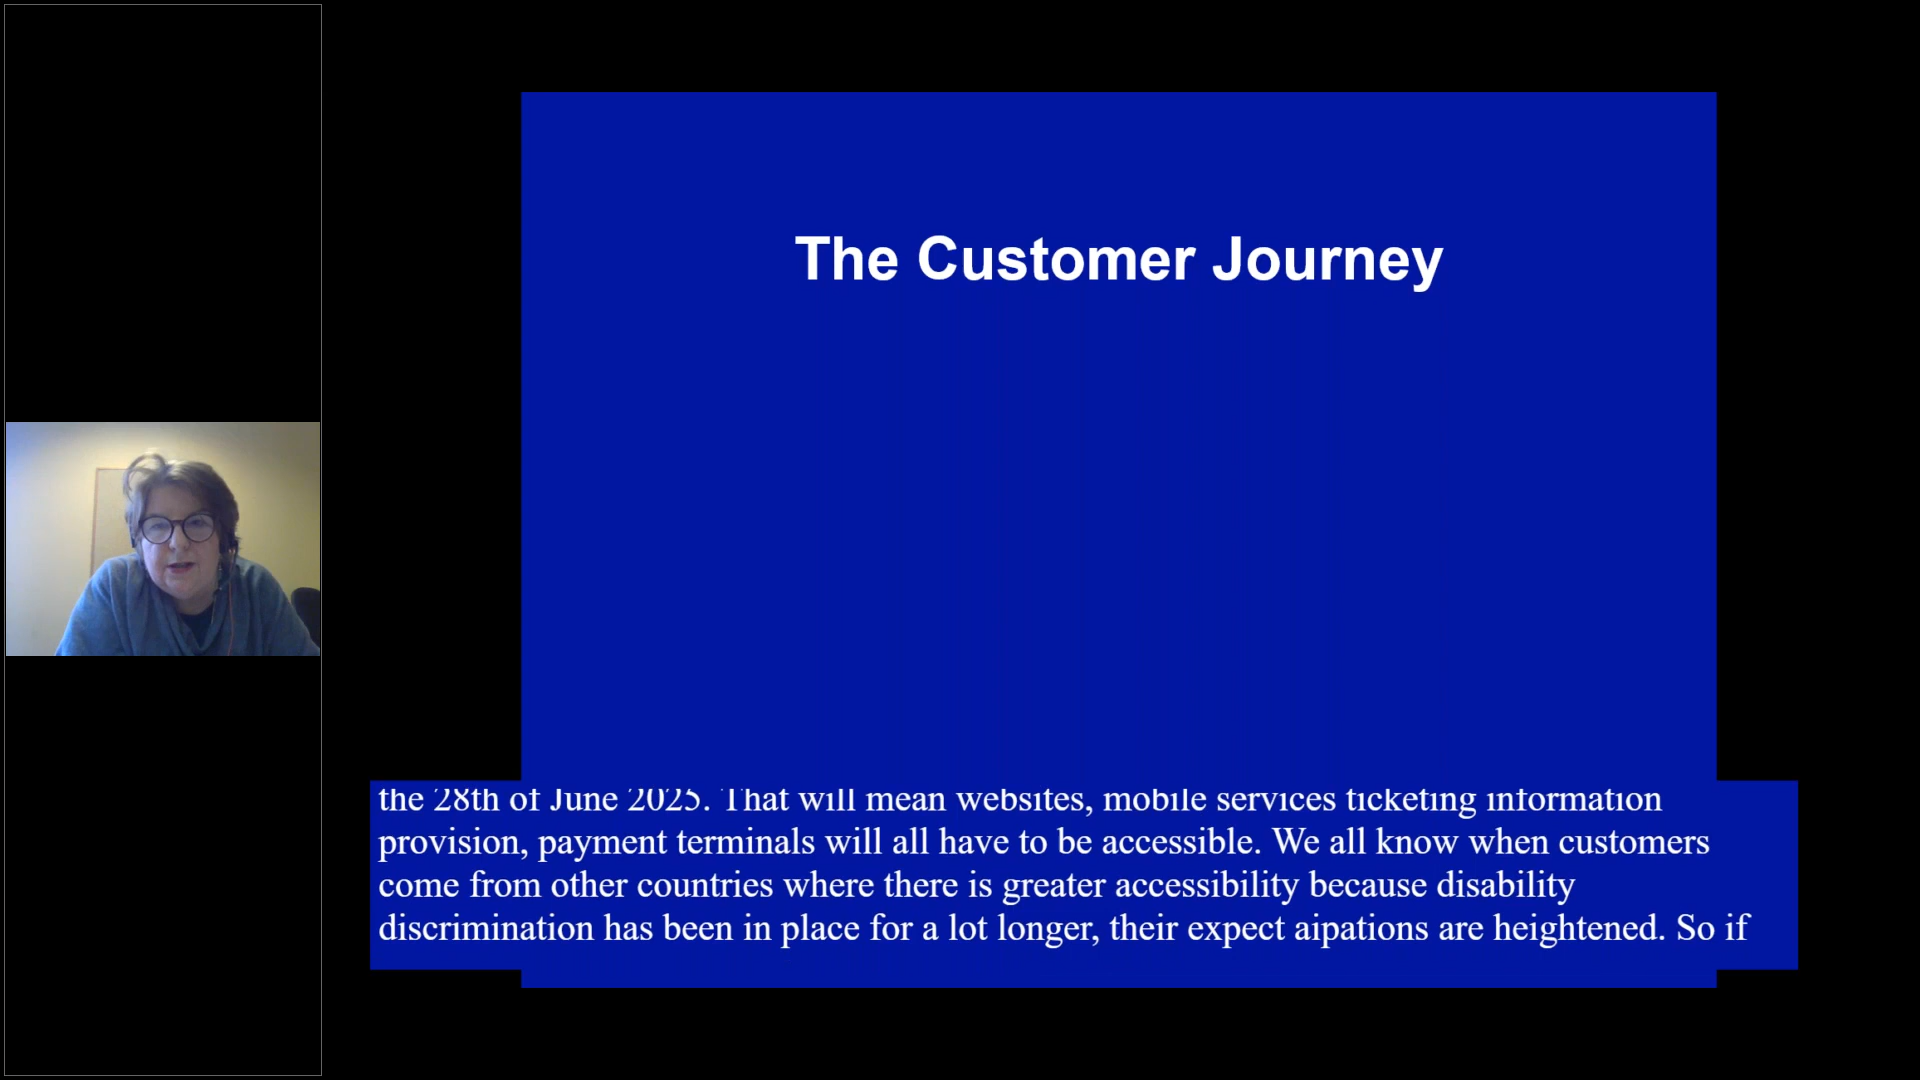 The Customer Journey
the 28th of June 2025. That will mean websites, mobile services ticketing information
provision, payment terminals will all have to be accessible. We all know when customers
come from other countries where there is greater accessibility because disability
discrimination has been in place for a lot longer, their expect aipations are heightened. So if